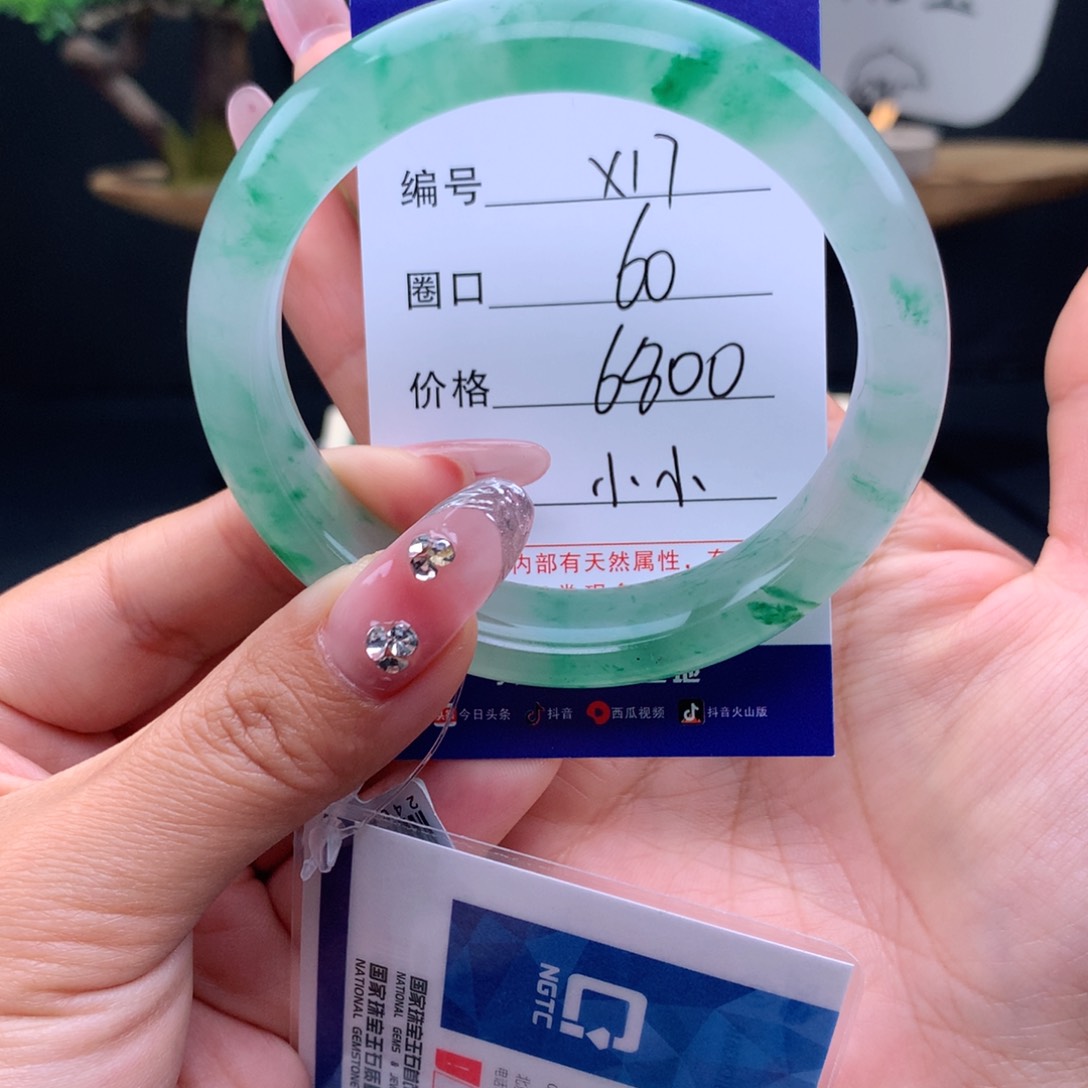 编号 X17
圈口 60
价格 6800
小小
内部有天然属性，
今日头条 抖音 西瓜视频 抖音火山版
NGTC
国家珠宝玉石首
NATIONAL GEMS & JEW
国家珠宝玉石质
NATIONAL GEMSTONE